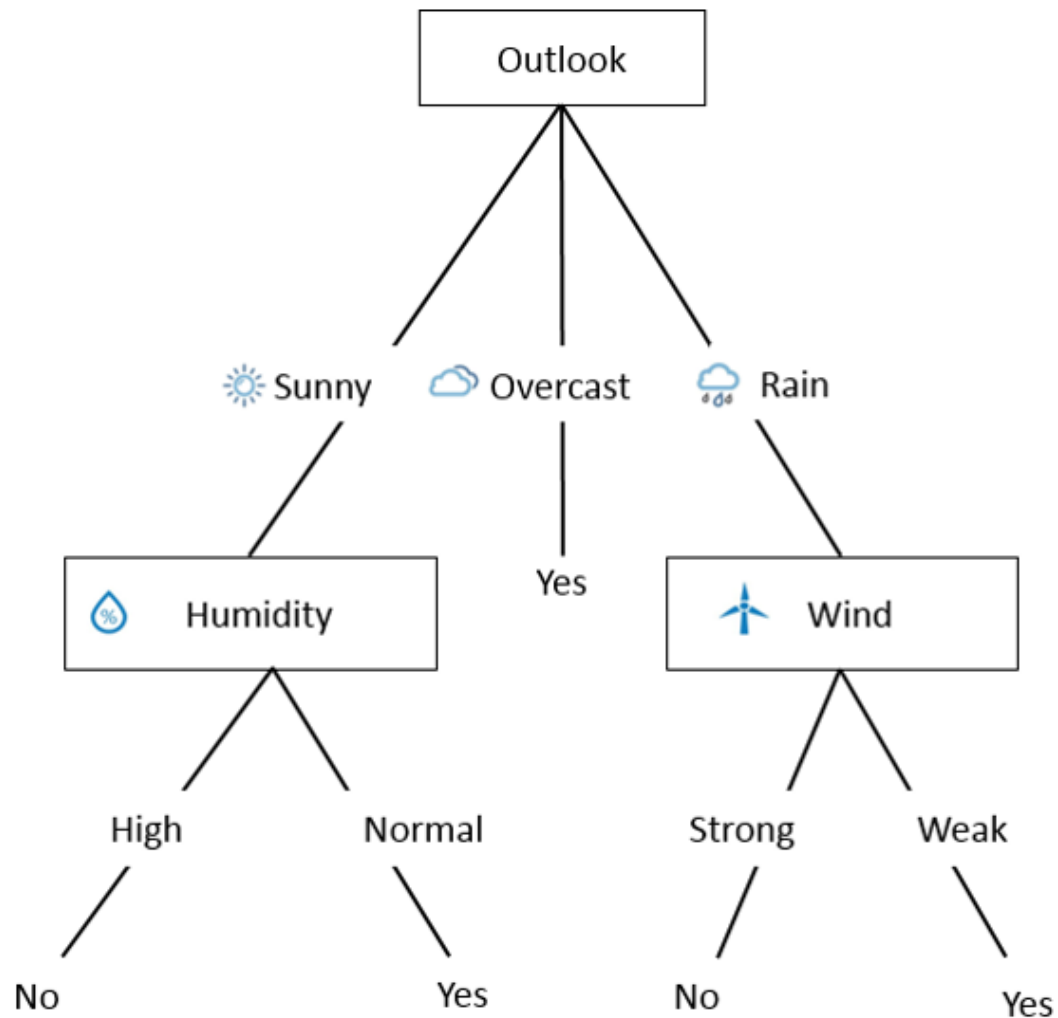 Outlook
Sunny
Overcast
Rain
Yes
% Humidity
Wind
High
Normal
Strong
Weak
No
Yes
No
Yes